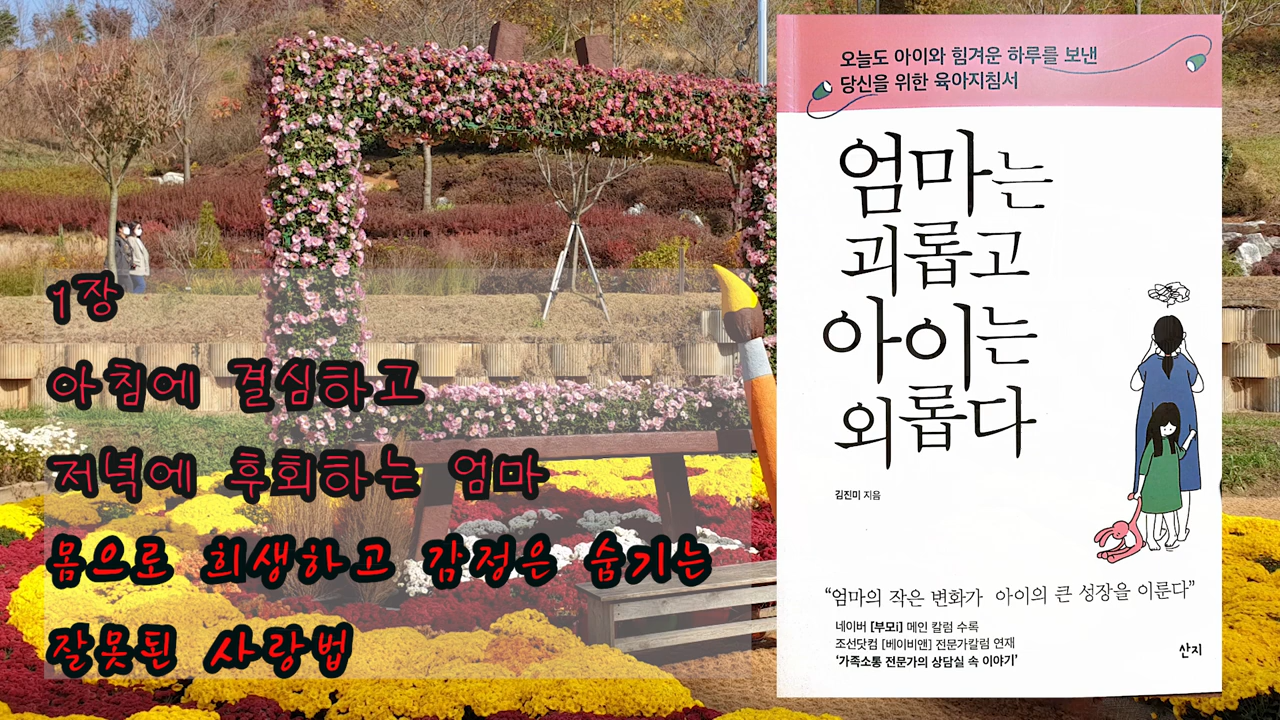 1장
아침에 결심하고
저녁에 후회하는 엄마
몸으로 희생하고 감정은 숨기는
잘못된 사랑법
오늘도 아이와 힘겨운 하루를 보낸
당신을 위한 육아지침서
엄마는
괴롭고
아이는
외롭다
김진미 지음
“엄마의 작은 변화가 아이의 큰 성장을 이룬다”
네이버 [부모i] 메인 칼럼 수록
조선닷컴 [베이비앤] 전문가칼럼 연재
‘가족소통 전문가의 상담실 속 이야기’
산지